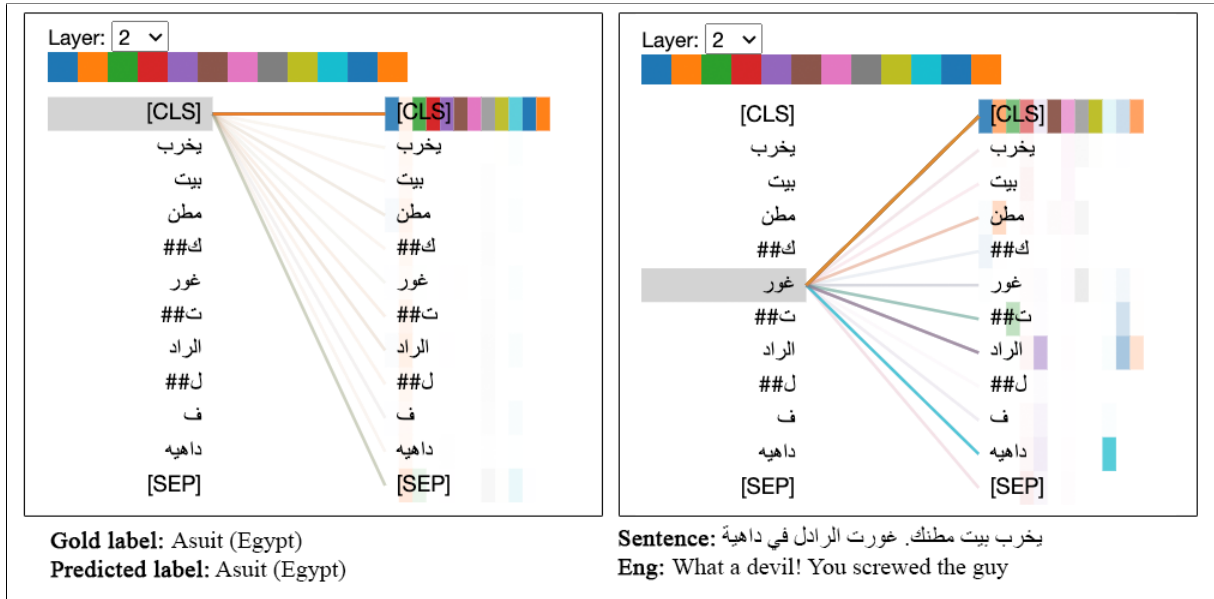 Layer: 2
[CLS] [CLS]
يخرب يخرب
بيت بيت
مطن مطن
##ك ##ك
غور غور
##ت ##ت
الراد الراد
##ل ##ل
ف ف
داهيه داهيه
[SEP] [SEP]
Gold label: Asuit (Egypt)
Predicted label: Asuit (Egypt)
Layer: 2
[CLS] [CLS]
يخرب يخرب
بيت بيت
مطن مطن
##ك ##ك
غور غور
##ت ##ت
الراد الراد
##ل ##ل
ف ف
داهيه داهيه
[SEP] [SEP]
Sentence: يخرب بيت مطنك. غورت الرادل في داهية
Eng: What a devil! You screwed the guy